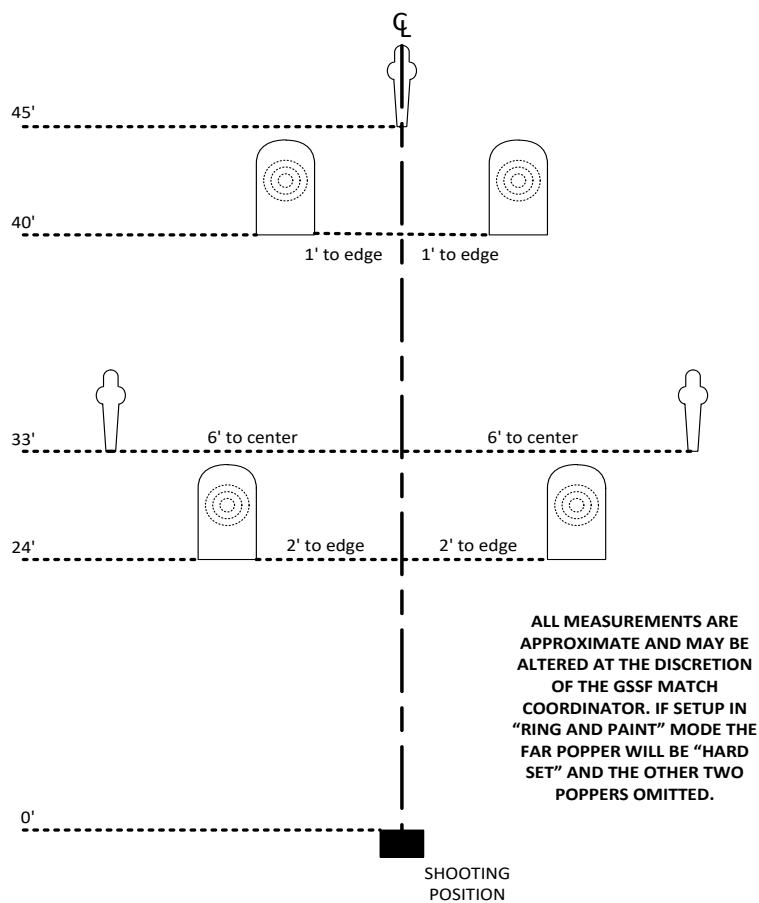 ℄
45'
40'
1' to edge 1' to edge
33'
6' to center 6' to center
24'
2' to edge 2' to edge
ALL MEASUREMENTS ARE
APPROXIMATE AND MAY BE
ALTERED AT THE DISCRETION
OF THE GSSF MATCH
COORDINATOR. IF SETUP IN
“RING AND PAINT” MODE THE
FAR POPPER WILL BE “HARD
SET” AND THE OTHER TWO
POPPERS OMITTED.
0'
SHOOTING
POSITION